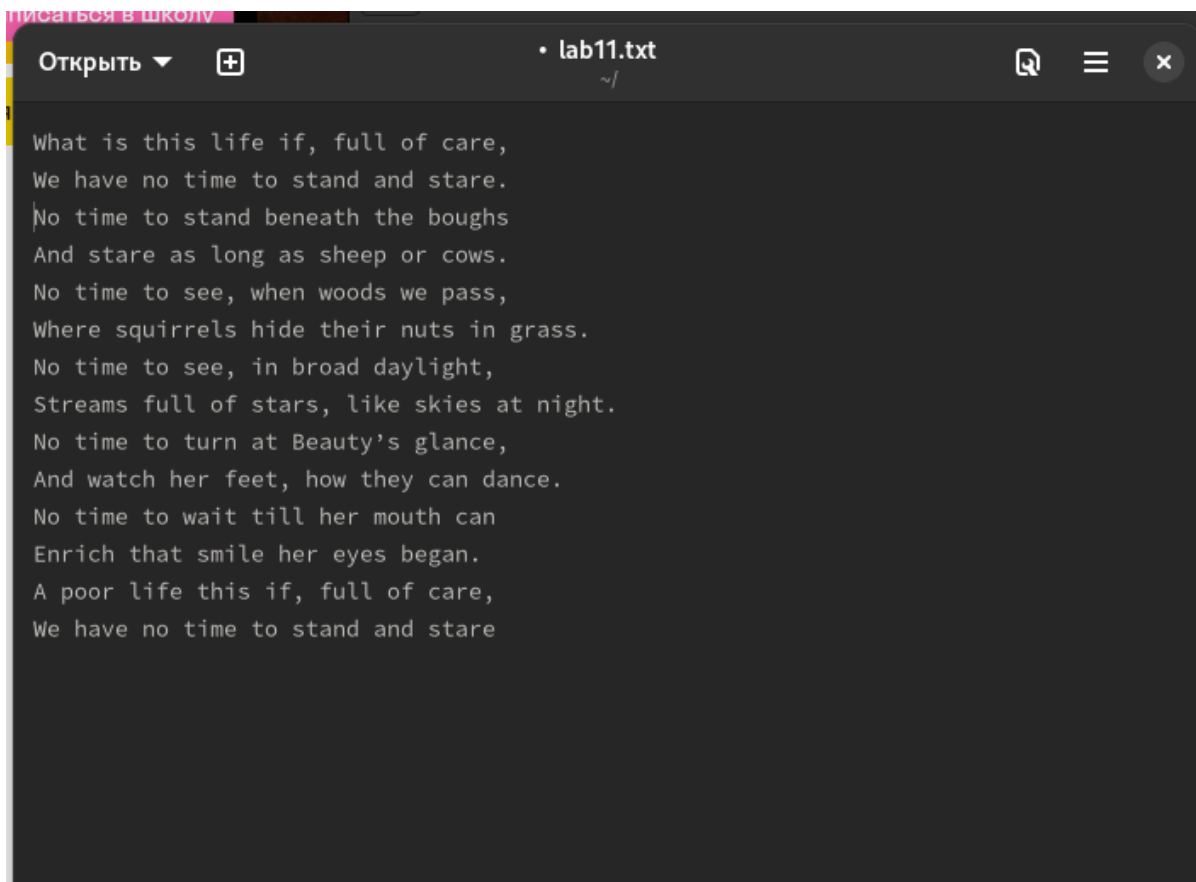 писаться в школу
Открыть
• lab11.txt
~/
я
What is this life if, full of care,
We have no time to stand and stare.
No time to stand beneath the boughs
And stare as long as sheep or cows.
No time to see, when woods we pass,
Where squirrels hide their nuts in grass.
No time to see, in broad daylight,
Streams full of stars, like skies at night.
No time to turn at Beauty’s glance,
And watch her feet, how they can dance.
No time to wait till her mouth can
Enrich that smile her eyes began.
A poor life this if, full of care,
We have no time to stand and stare